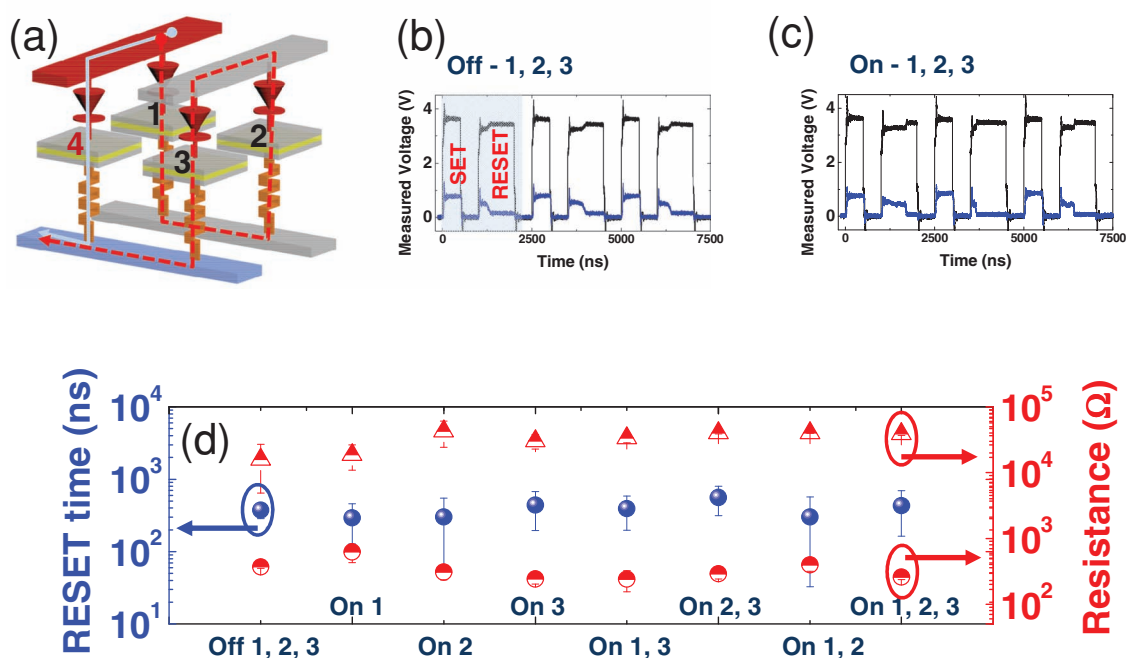 (a)
1
2
3
4
(b)
Off - 1, 2, 3
Measured Voltage (V)
4
2
0
SET
RESET
0 2500 5000 7500
Time (ns)
(c)
On - 1, 2, 3
Measured Voltage (V)
4
2
0
0 2500 5000 7500
Time (ns)
(d)
RESET time (ns)
10^4
10^3
10^2
10^1
Resistance (Ω)
10^5
10^4
10^3
10^2
On 1 On 3 On 2, 3 On 1, 2, 3
Off 1, 2, 3 On 2 On 1, 3 On 1, 2